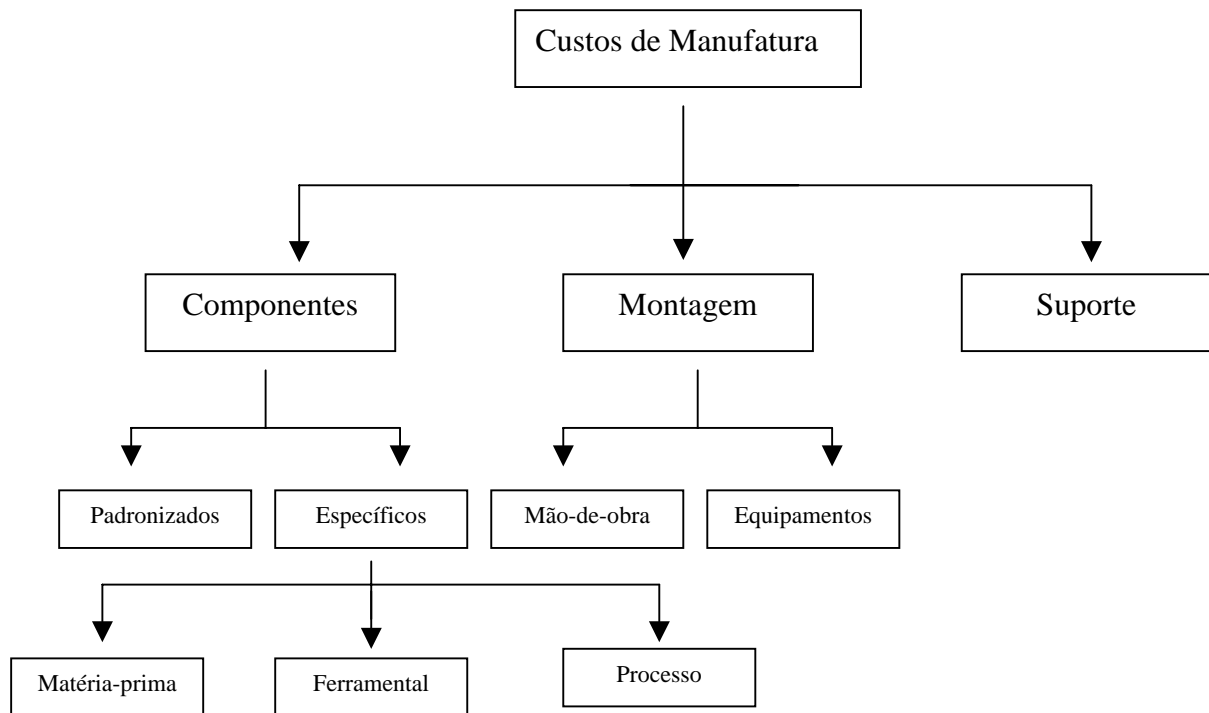 Custos de Manufatura
Componentes
Montagem
Suporte
Padronizados
Específicos
Mão-de-obra
Equipamentos
Matéria-prima
Ferramental
Processo